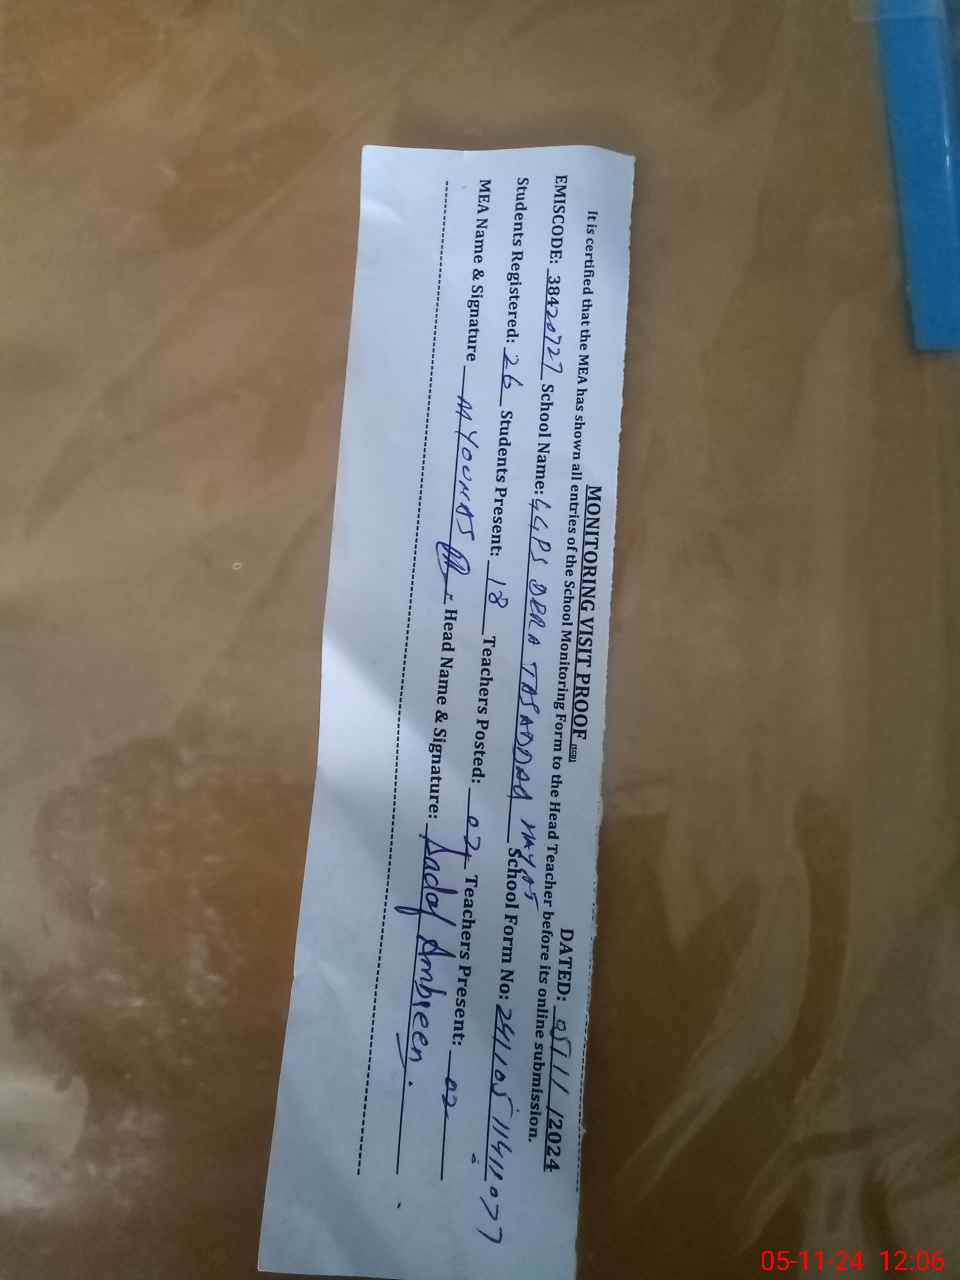 MONITORING VISIT PROOF
DATED: 05/11/2024
It is certified that the MEA has shown all entries of the School Monitoring Form to the Head Teacher before its online submission.
EMISCODE: 38420727 School Name: GGPS DERA TASADDAQ HAYAT School Form No:
Students Registered: 26 Students Present: 18 Teachers Posted: 02 Teachers Present: 02
MEA Name & Signature M YOUNAS Head Name & Signature: Sadaf Ambreen.
05-11-24 12:06